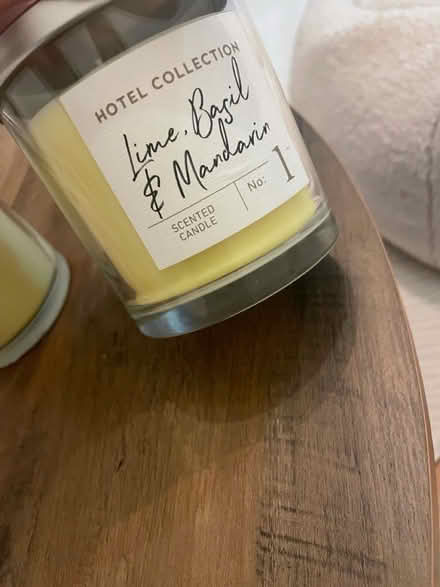 HOTEL COLLECTION
Lime, Basil
& Mandarin
SCENTED
CANDLE
No: 1